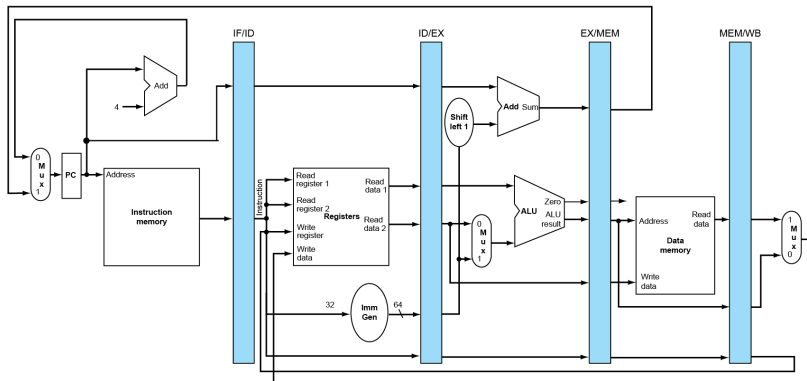 IF/ID
ID/EX
EX/MEM
MEM/WB
Add
4
Shift
left 1
Add Sum
0
M
u
x
1
PC
Address
Instruction
memory
Instruction
Read
register 1
Read
register 2
Write
register
Write
data
Registers
Read
data 1
Read
data 2
0
M
u
x
1
ALU
Zero
ALU
result
Address
Read
data
Data
memory
Write
data
1
M
u
x
0
32
Imm
Gen
64